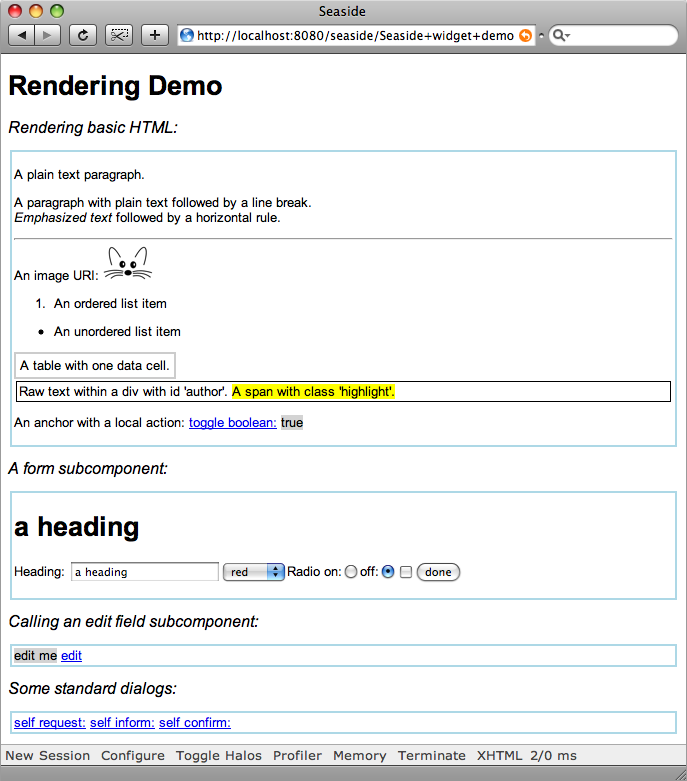 Seaside
http://localhost:8080/seaside/Seaside+widget+demo
Rendering Demo
Rendering basic HTML:
A plain text paragraph.
A paragraph with plain text followed by a line break.
Emphasized text followed by a horizontal rule.
An image URI:
1. An ordered list item
• An unordered list item
A table with one data cell.
Raw text within a div with id 'author'. A span with class 'highlight'.
An anchor with a local action: toggle boolean: true
A form subcomponent:
a heading
Heading: a heading red Radio on: off: done
Calling an edit field subcomponent:
edit me edit
Some standard dialogs:
self request: self inform: self confirm:
New Session Configure Toggle Halos Profiler Memory Terminate XHTML 2/0 ms